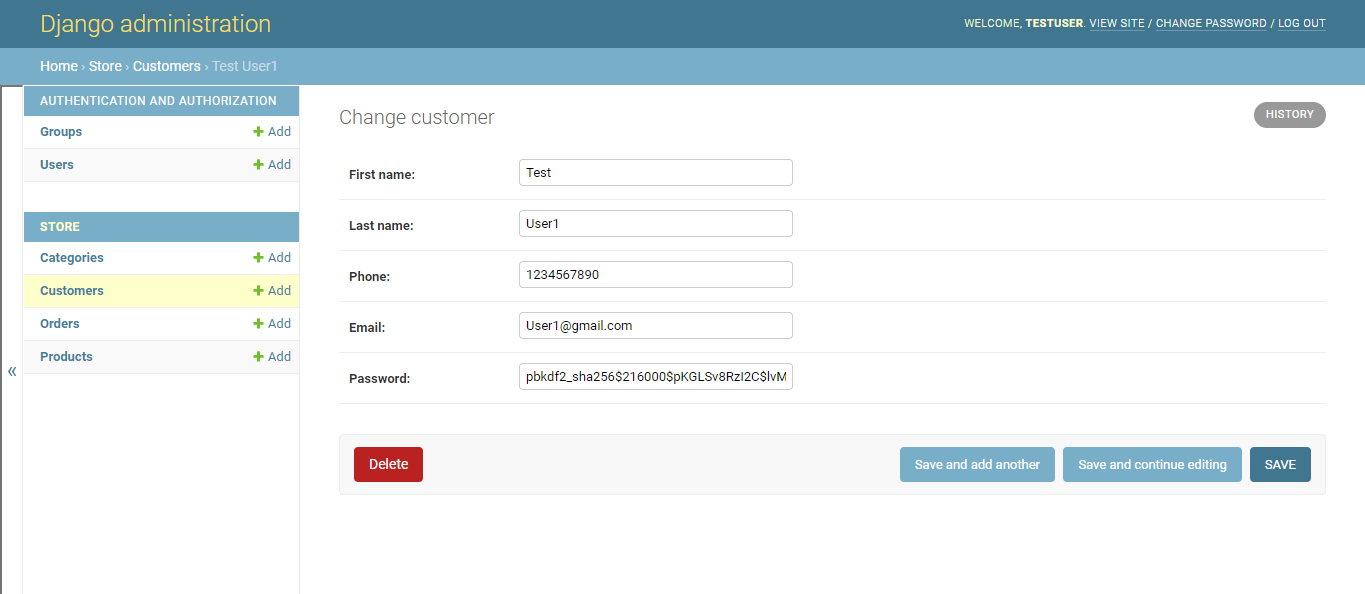 Django administration
WELCOME, TESTUSER. VIEW SITE / CHANGE PASSWORD / LOG OUT
Home › Store › Customers › Test User1
AUTHENTICATION AND AUTHORIZATION
Groups + Add
Users + Add
STORE
Categories + Add
Customers + Add
Orders + Add
Products + Add
«
Change customer
HISTORY
First name: Test
Last name: User1
Phone: 1234567890
Email: User1@gmail.com
Password: pbkdf2_sha256$216000$pKGLSv8RzI2C$lvM
Delete
Save and add another
Save and continue editing
SAVE